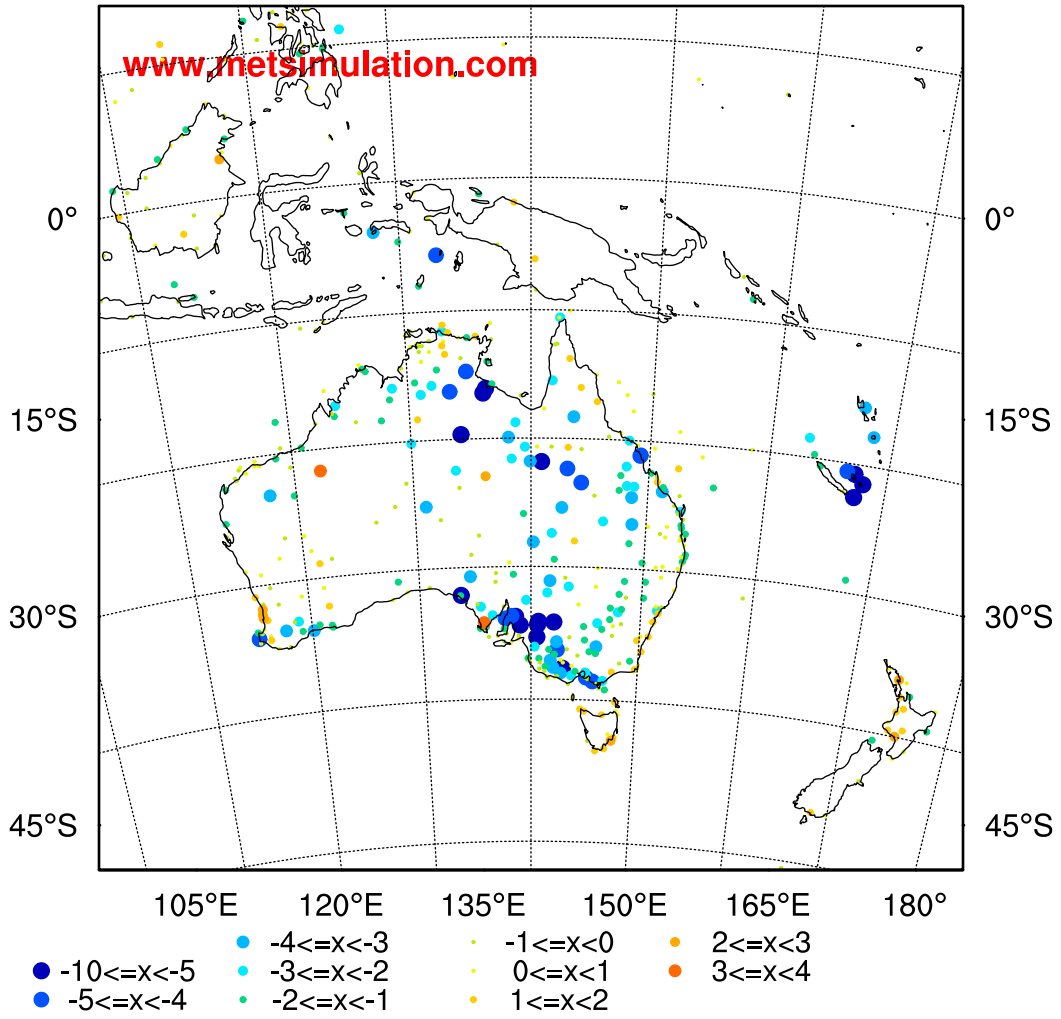 www.metsimulation.com
0° 0°
15°S 15°S
30°S 30°S
45°S 45°S
105°E 120°E 135°E 150°E 165°E 180°
-4<=x<-3 -1<=x<0 2<=x<3
-10<=x<-5 -3<=x<-2 0<=x<1 3<=x<4
-5<=x<-4 -2<=x<-1 1<=x<2